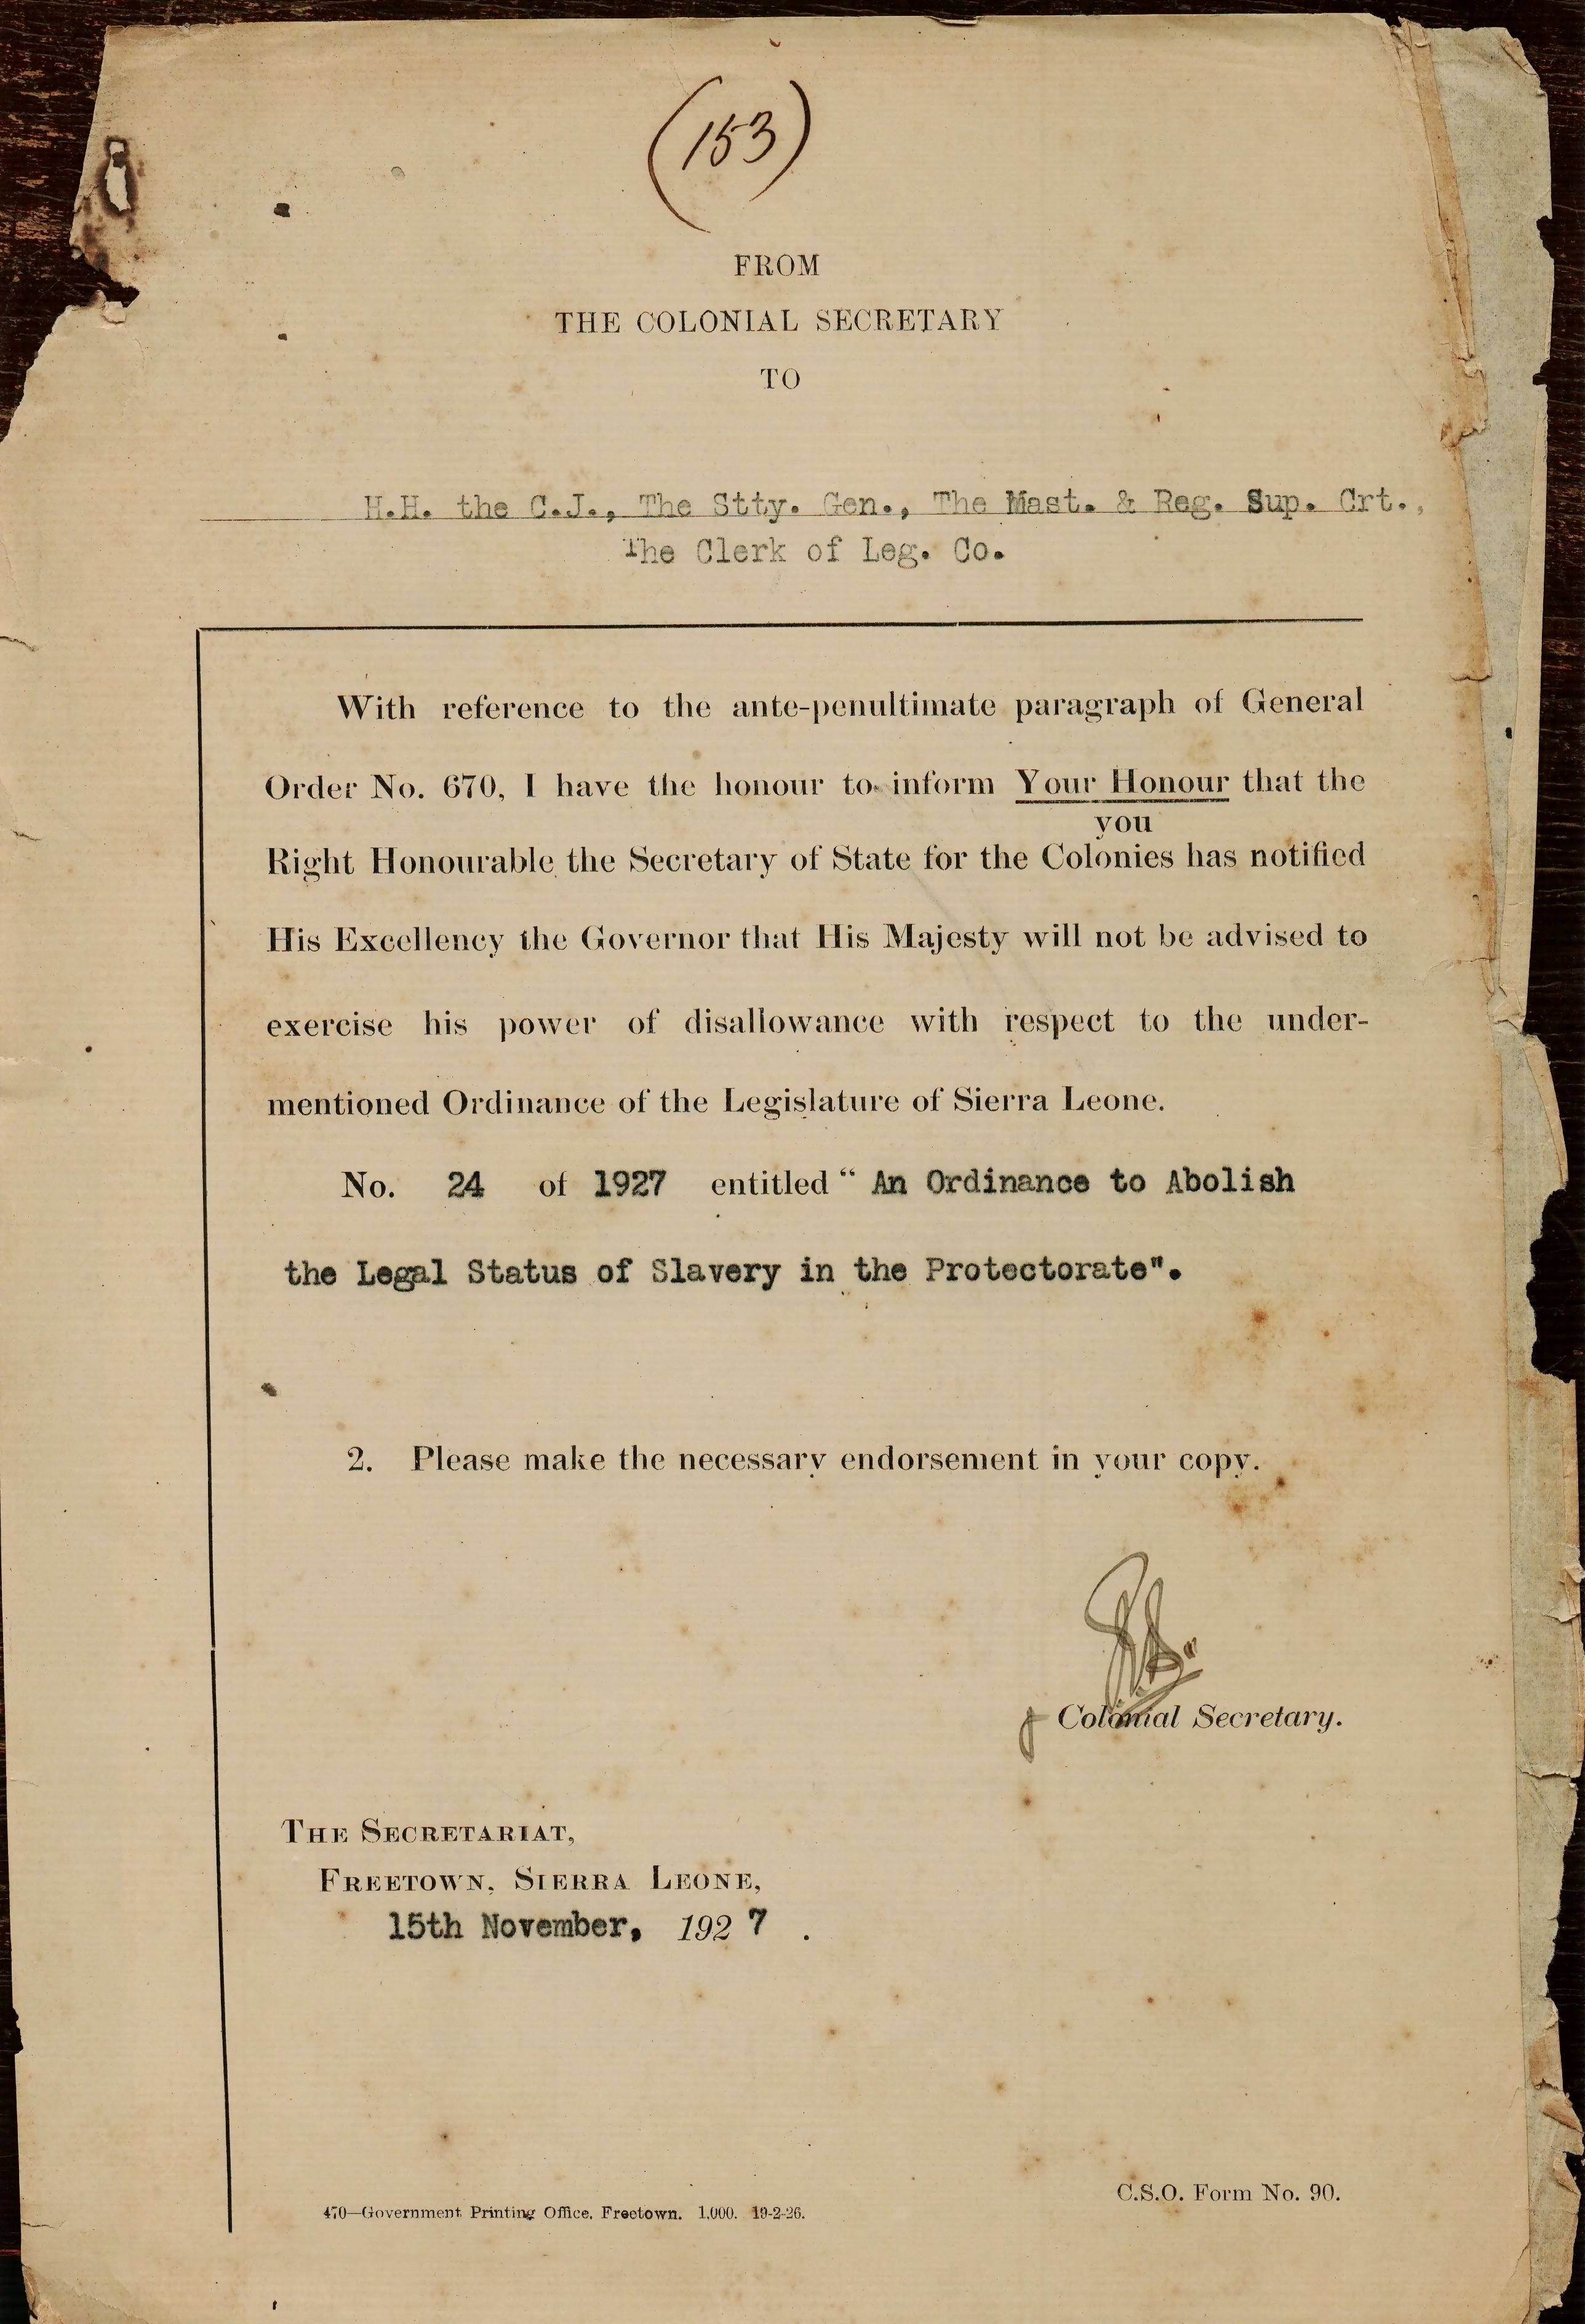 (153)
FROM
THE COLONIAL SECRETARY
TO
H.H. the C.J., The Stty. Gen., The Mast. & Reg. Sup. Crt.,
The Clerk of Leg. Co.
With reference to the ante-penultimate paragraph of General
Order No. 670, I have the honour to inform Your Honour that the
you
Right Honourable the Secretary of State for the Colonies has notified
His Excellency the Governor that His Majesty will not be advised to
exercise his power of disallowance with respect to the under-
mentioned Ordinance of the Legislature of Sierra Leone.
No. 24 of 1927 entitled “ An Ordinance to Abolish
the Legal Status of Slavery in the Protectorate".
2. Please make the necessary endorsement in your copy.
Colonial Secretary.
THE SECRETARIAT,
FREETOWN, SIERRA LEONE,
15th November, 1927.
C.S.O. Form No. 90.
470—Government Printing Office, Freetown. 1,000. 19-2-26.